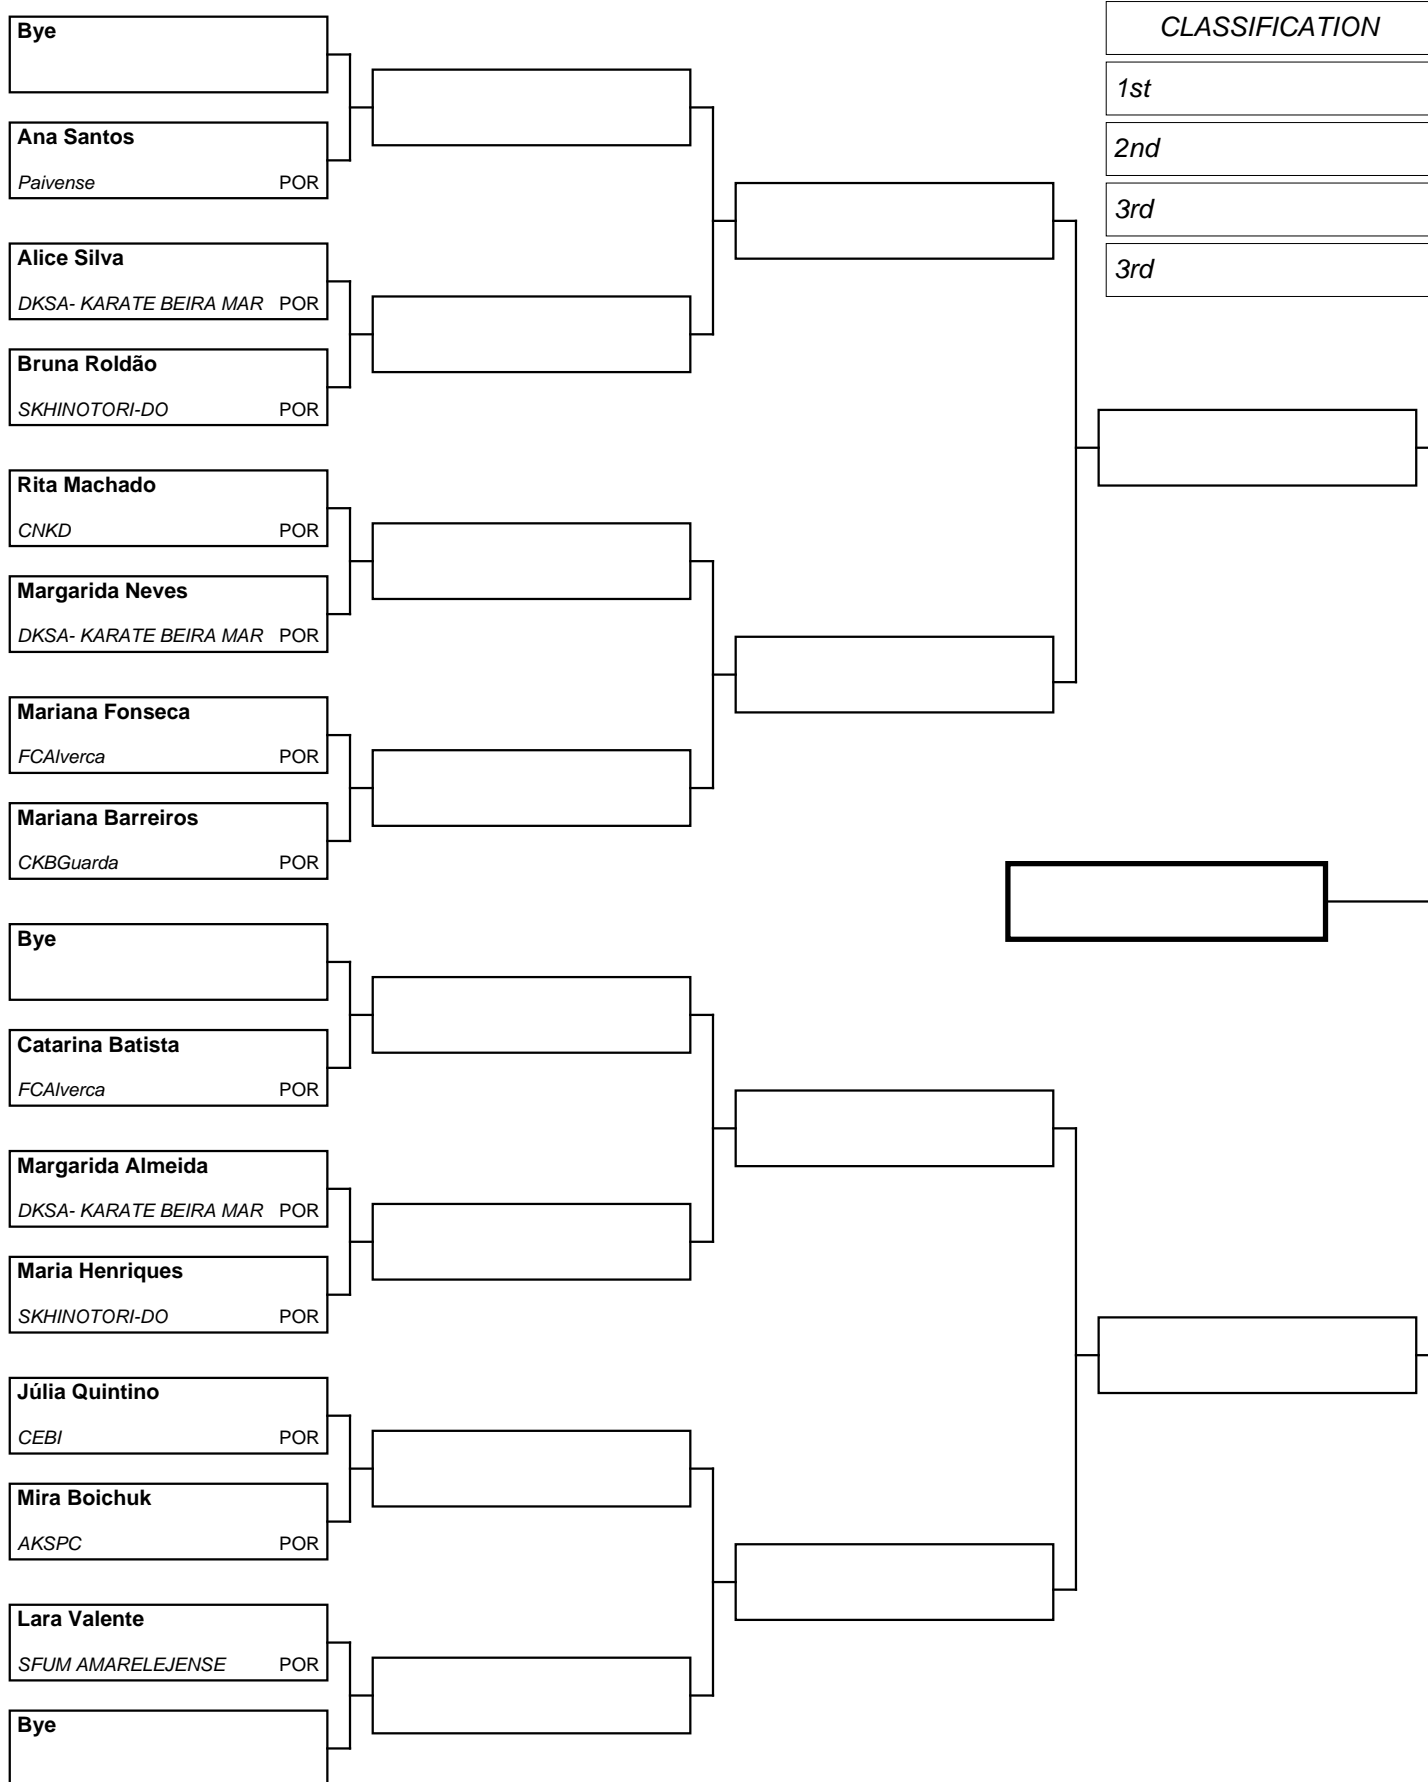 Bye
Ana Santos
Paivense POR
Alice Silva
DKSA- KARATE BEIRA MAR POR
Bruna Roldão
SKHINOTORI-DO POR
Rita Machado
CNKD POR
Margarida Neves
DKSA- KARATE BEIRA MAR POR
Mariana Fonseca
FCAlverca POR
Mariana Barreiros
CKBGuarda POR
Bye
Catarina Batista
FCAlverca POR
Margarida Almeida
DKSA- KARATE BEIRA MAR POR
Maria Henriques
SKHINOTORI-DO POR
Júlia Quintino
CEBI POR
Mira Boichuk
AKSPC POR
Lara Valente
SFUM AMARELEJENSE POR
Bye
CLASSIFICATION
1st
2nd
3rd
3rd